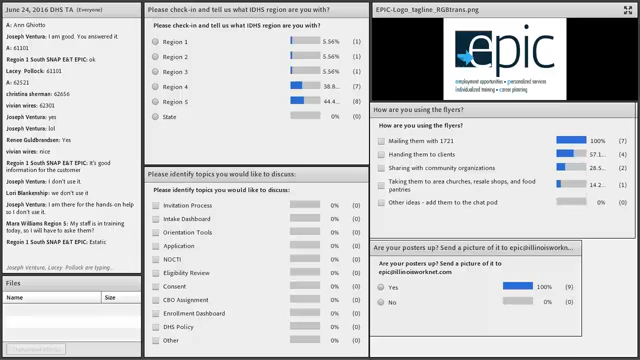 June 24, 2016 DHS TA (Everyone)
A: Ann Ghiotto
Joseph Ventura: I am good. You answered it.
A: 61101
Regoin 1 South SNAP E&T EPIC: ok
Lacey Pollock: 61101
A: 62521
christina sherman: 62656
vivian wires: 62301
Joseph Ventura: yes
Joseph Ventura: lol
Renee Guldbrandsen: Yes
vivian wires: nice
Regoin 1 South SNAP E&T EPIC: it's good information for the customer
Joseph Ventura: I don't use it.
Lori Blankenship: we don't use it
Joseph Ventura: I am there for the hands-on help so I don't use it.
Mara Williams Region 5: My staff is in training today, so I will have to ask them?
Regoin 1 South SNAP E&T EPIC: Estatic
Joseph Ventura, Lacey Pollock are typing.
Files
Name Size
Please check-in and tell us what IDHS region are you with?
Please check-in and tell us what IDHS region are you with?
Region 1 5.56% (1)
Region 2 5.56% (1)
Region 3 5.56% (1)
Region 4 38.8... (7)
Region 5 44.4... (8)
State 0% (0)
Please identify topics you would like to discuss:
Please identify topics you would like to discuss:
Invitation Process 0% (0)
Intake Dashboard 0% (0)
Orientation Tools 0% (0)
Application 0% (0)
NOCTI 0% (0)
Eligibility Review 0% (0)
Consent 0% (0)
CBO Assignment 0% (0)
Enrollment Dashboard 0% (0)
DHS Policy 0% (0)
Other 0% (0)
EPIC-Logo_tagline_RGBtrans.png
epic
employment opportunities • personalized services
individualized training • career planning
How are you using the flyers?
How are you using the flyers?
Mailing them with 1721 100% (7)
Handing them to clients 57.1... (4)
Sharing with community organizations 28.5... (2)
Taking them to area churches, resale shops, and food pantries 14.2... (1)
Other ideas - add them to the chat pod 0% (0)
Are your posters up? Send a picture of it to epic@illinoisworkn...
Are your posters up? Send a picture of it to
epic@illinoisworknet.com
Yes 100% (9)
No 0% (0)